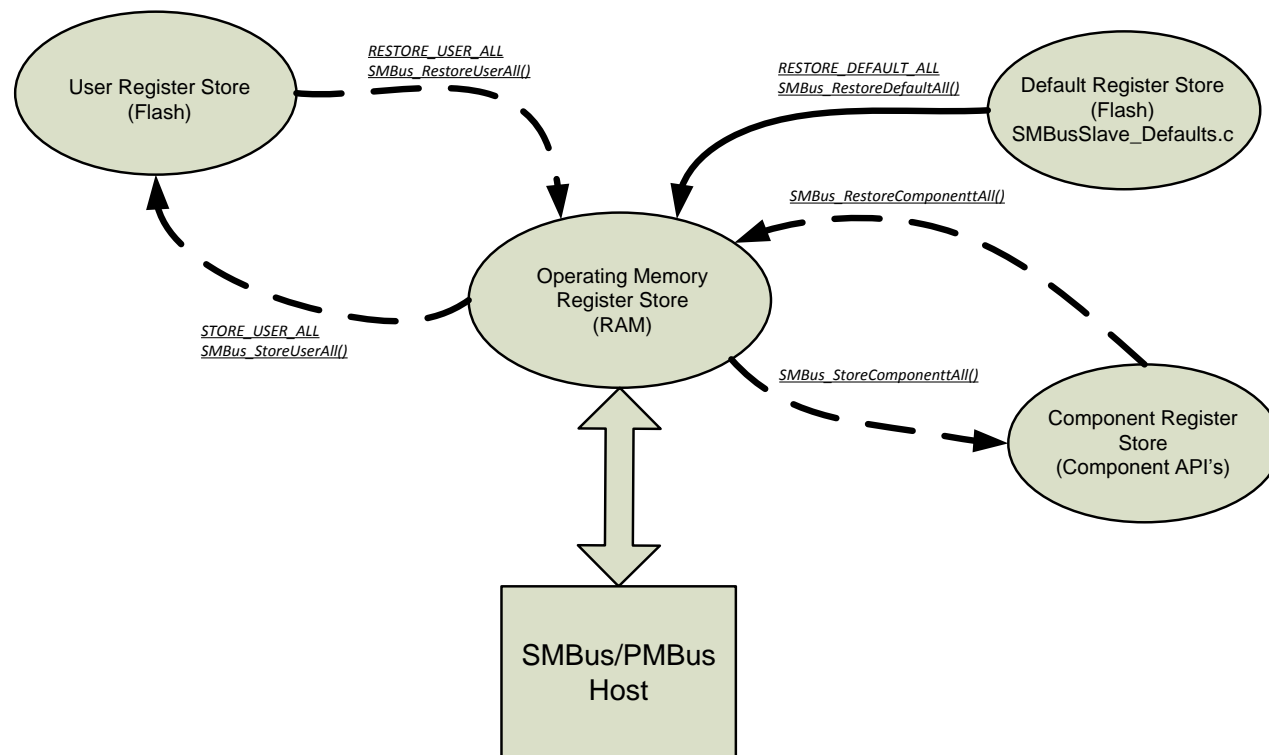 RESTORE_USER_ALL
SMBus_RestoreUserAll()
User Register Store
(Flash)
RESTORE_DEFAULT_ALL
SMBus_RestoreDefaultAll()
Default Register Store
(Flash)
SMBusSlave_Defaults.c
SMBus_RestoreComponenttAll()
Operating Memory
Register Store
(RAM)
STORE_USER_ALL
SMBus_StoreUserAll()
SMBus_StoreComponenttAll()
Component Register
Store
(Component API's)
SMBus/PMBus
Host